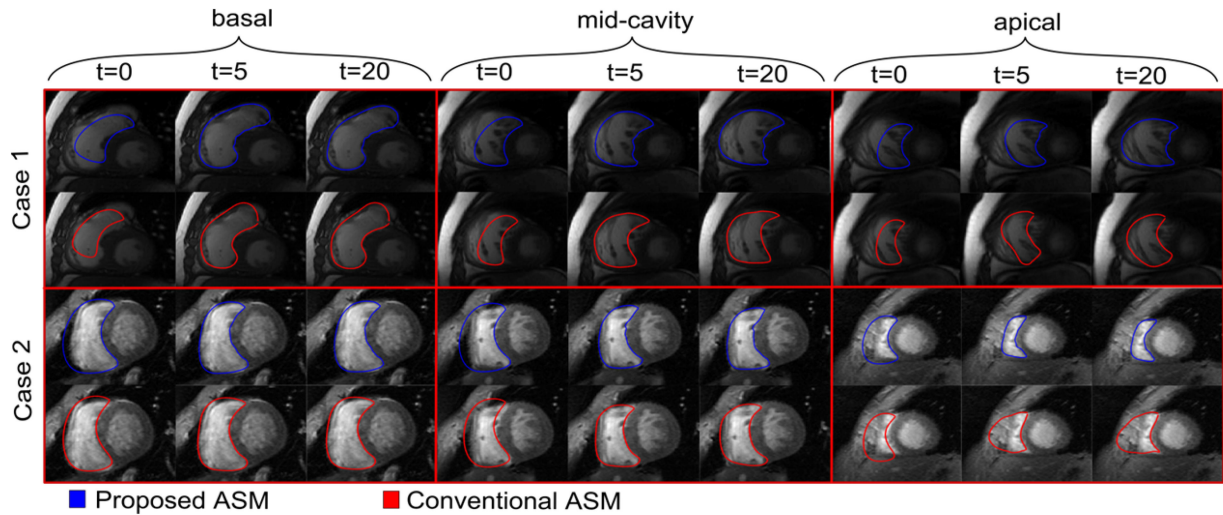 basal mid-cavity apical
t=0 t=5 t=20 t=0 t=5 t=20 t=0 t=5 t=20
Case 1
Case 2
Proposed ASM Conventional ASM